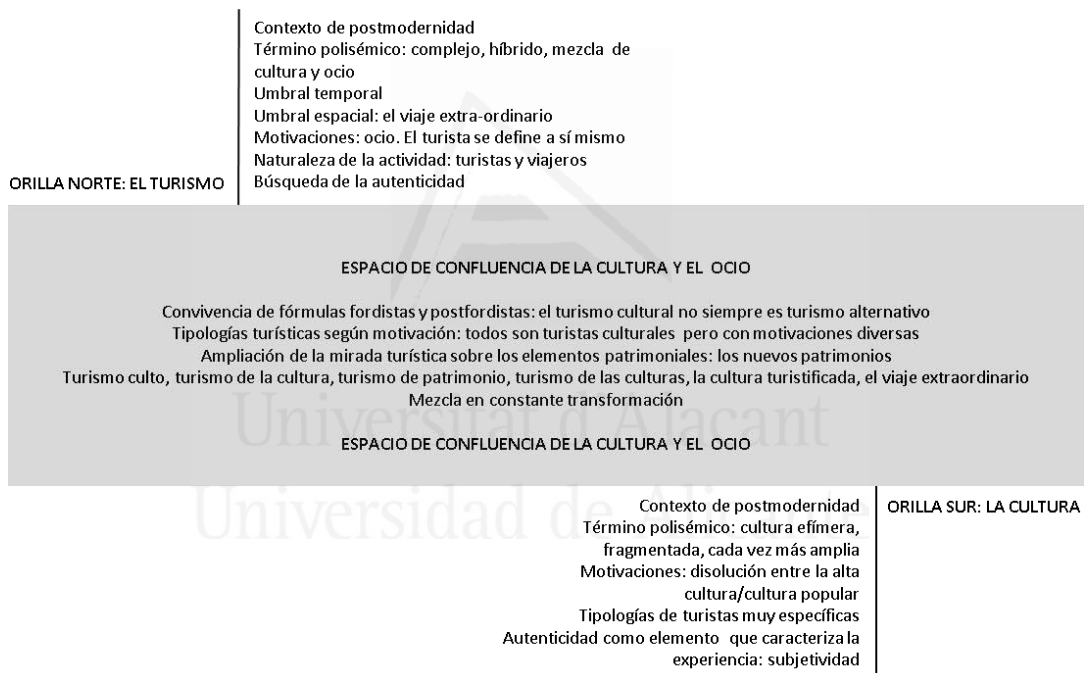 Contexto de postmodernidad
Término polisémico: complejo, híbrido, mezcla de
cultura y ocio
Umbral temporal
Umbral espacial: el viaje extra-ordinario
Motivaciones: ocio. El turista se define a sí mismo
Naturaleza de la actividad: turistas y viajeros
ORILLA NORTE: EL TURISMO
Búsqueda de la autenticidad
ESPACIO DE CONFLUENCIA DE LA CULTURA Y EL OCIO
Convivencia de fórmulas fordistas y postfordistas: el turismo cultural no siempre es turismo alternativo
Tipologías turísticas según motivación: todos son turistas culturales pero con motivaciones diversas
Ampliación de la mirada turística sobre los elementos patrimoniales: los nuevos patrimonios
Turismo culto, turismo de la cultura, turismo de patrimonio, turismo de las culturas, la cultura turistificada, el viaje extraordinario
Mezcla en constante transformación
Universitat d'Alacant
ESPACIO DE CONFLUENCIA DE LA CULTURA Y EL OCIO
Universidad de Alicante
Contexto de postmodernidad
ORILLA SUR: LA CULTURA
Término polisémico: cultura efímera,
fragmentada, cada vez más amplia
Motivaciones: disolución entre la alta
cultura/cultura popular
Tipologías de turistas muy específicas
Autenticidad como elemento que caracteriza la
experiencia: subjetividad